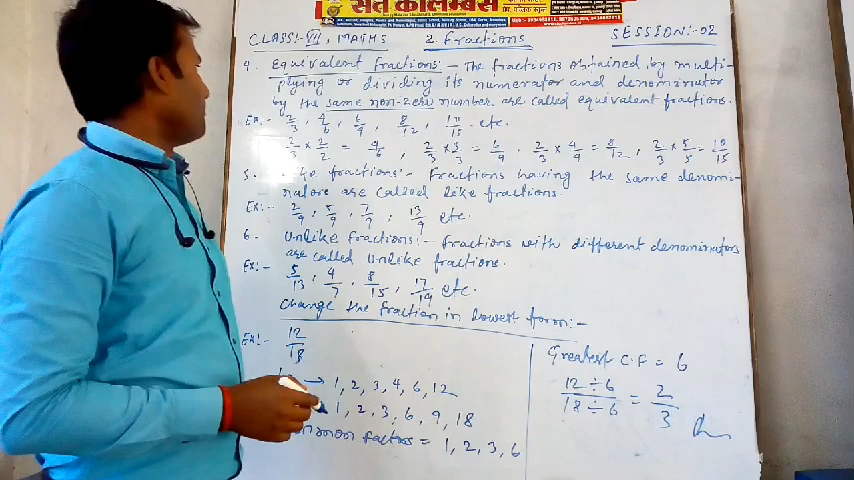 संत कोलम्बस
CLASS:- VII, MATHS
2. Fractions
SESSION:- 02
4. Equivalent fractions:- The fractions obtained by multi-
plying or dividing its numerator and denominator
by the same non-zero number are called equivalent fractions.
EX:- 2/3, 4/6, 6/9, 8/12, 10/15 etc.
2/3 × 2/2 = 4/6, 2/3 × 3/3 = 6/9, 2/3 × 4/4 = 8/12, 2/3 × 5/5 = 10/15
5. fractions:- Fractions having the same denomi-
nators are called like fractions.
EX:- 2/9, 5/9, 7/9, 13/9 etc.
6. Unlike fractions:- Fractions with different denominators
are called Unlike fractions.
EX:- 5/13, 4/7, 8/15, 17/19 etc.
Change the fraction in lowest form:-
EX:- 12/18
→ 1, 2, 3, 4, 6, 12
1, 2, 3, 6, 9, 18
factors = 1, 2, 3, 6
Greatest C.F = 6
12÷6/18÷6 = 2/3